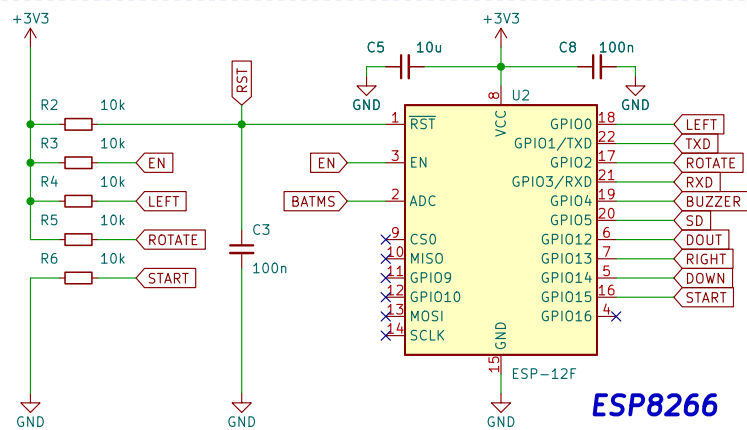 +3V3
+3V3
C5 10u
C8 100n
RST
GND
GND
R2 10k
R3 10k
EN
R4 10k
LEFT
R5 10k
ROTATE
R6 10k
START
C3
100n
GND
GND
U2
8
VCC
1 RST
3 EN
EN
2 ADC
BATMS
9 CS0
10 MISO
11 GPIO9
12 GPIO10
13 MOSI
14 SCLK
GPIO0 18 LEFT
GPIO1/TXD 22 TXD
GPIO2 17 ROTATE
GPIO3/RXD 21 RXD
GPIO4 19 BUZZER
GPIO5 20 SD
GPIO12 6 DOUT
GPIO13 7 RIGHT
GPIO14 5 DOWN
GPIO15 16 START
GPIO16 4
GND
15
ESP-12F
GND
ESP8266